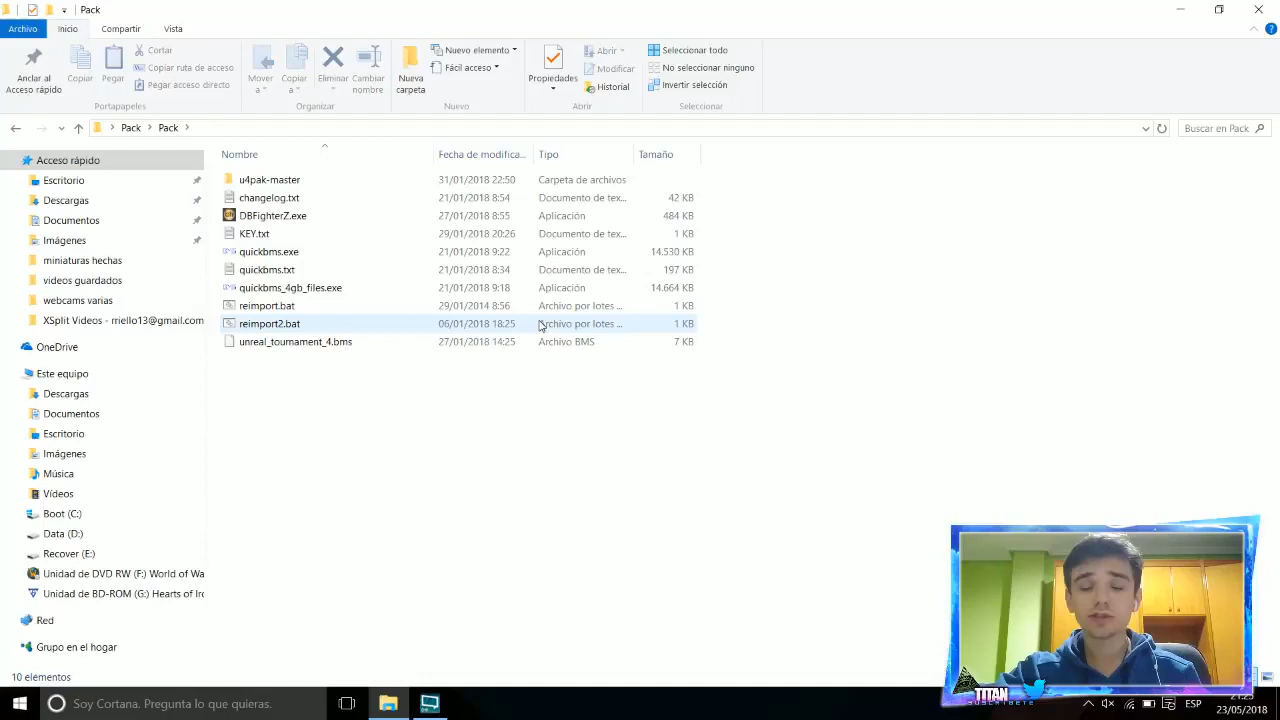 Pack
Archivo Inicio Compartir Vista
Anclar al Acceso rápido
Copiar
Pegar
Cortar
Copiar ruta de acceso
Pegar acceso directo
Portapapeles
Mover a
Copiar a
Eliminar
Cambiar nombre
Organizar
Nueva carpeta
Nuevo elemento
Fácil acceso
Nuevo
Propiedades
Abrir
Modificar
Historial
Abrir
Seleccionar todo
No seleccionar ninguno
Invertir selección
Seleccionar
Pack Pack
Buscar en Pack
Nombre Fecha de modifica... Tipo Tamaño
u4pak-master 31/01/2018 22:50 Carpeta de archivos
changelog.txt 21/01/2018 8:54 Documento de tex... 42 KB
DBFighterZ.exe 27/01/2018 8:55 Aplicación 484 KB
KEY.txt 29/01/2018 20:26 Documento de tex... 1 KB
quickbms.exe 21/01/2018 9:22 Aplicación 14.530 KB
quickbms.txt 21/01/2018 8:34 Documento de tex... 197 KB
quickbms_4gb_files.exe 21/01/2018 9:18 Aplicación 14.664 KB
reimport.bat 29/01/2014 8:56 Archivo por lotes ... 1 KB
reimport2.bat 06/01/2018 18:25 Archivo por lotes ... 1 KB
unreal_tournament_4.bms 27/01/2018 14:25 Archivo BMS 7 KB
Acceso rápido
Escritorio
Descargas
Documentos
Imágenes
miniaturas hechas
videos guardados
webcams varias
XSplit Videos - rriello13@gmail.com
OneDrive
Este equipo
Descargas
Documentos
Escritorio
Imágenes
Música
Vídeos
Boot (C:)
Data (D:)
Recover (E:)
Unidad de DVD RW (F:) World of Wa
Unidad de BD-ROM (G:) Hearts of Iro
Red
Grupo en el hogar
10 elementos
TITAN
SUSCRIBETE
Soy Cortana. Pregunta lo que quieras.
ESP
23/05/2018